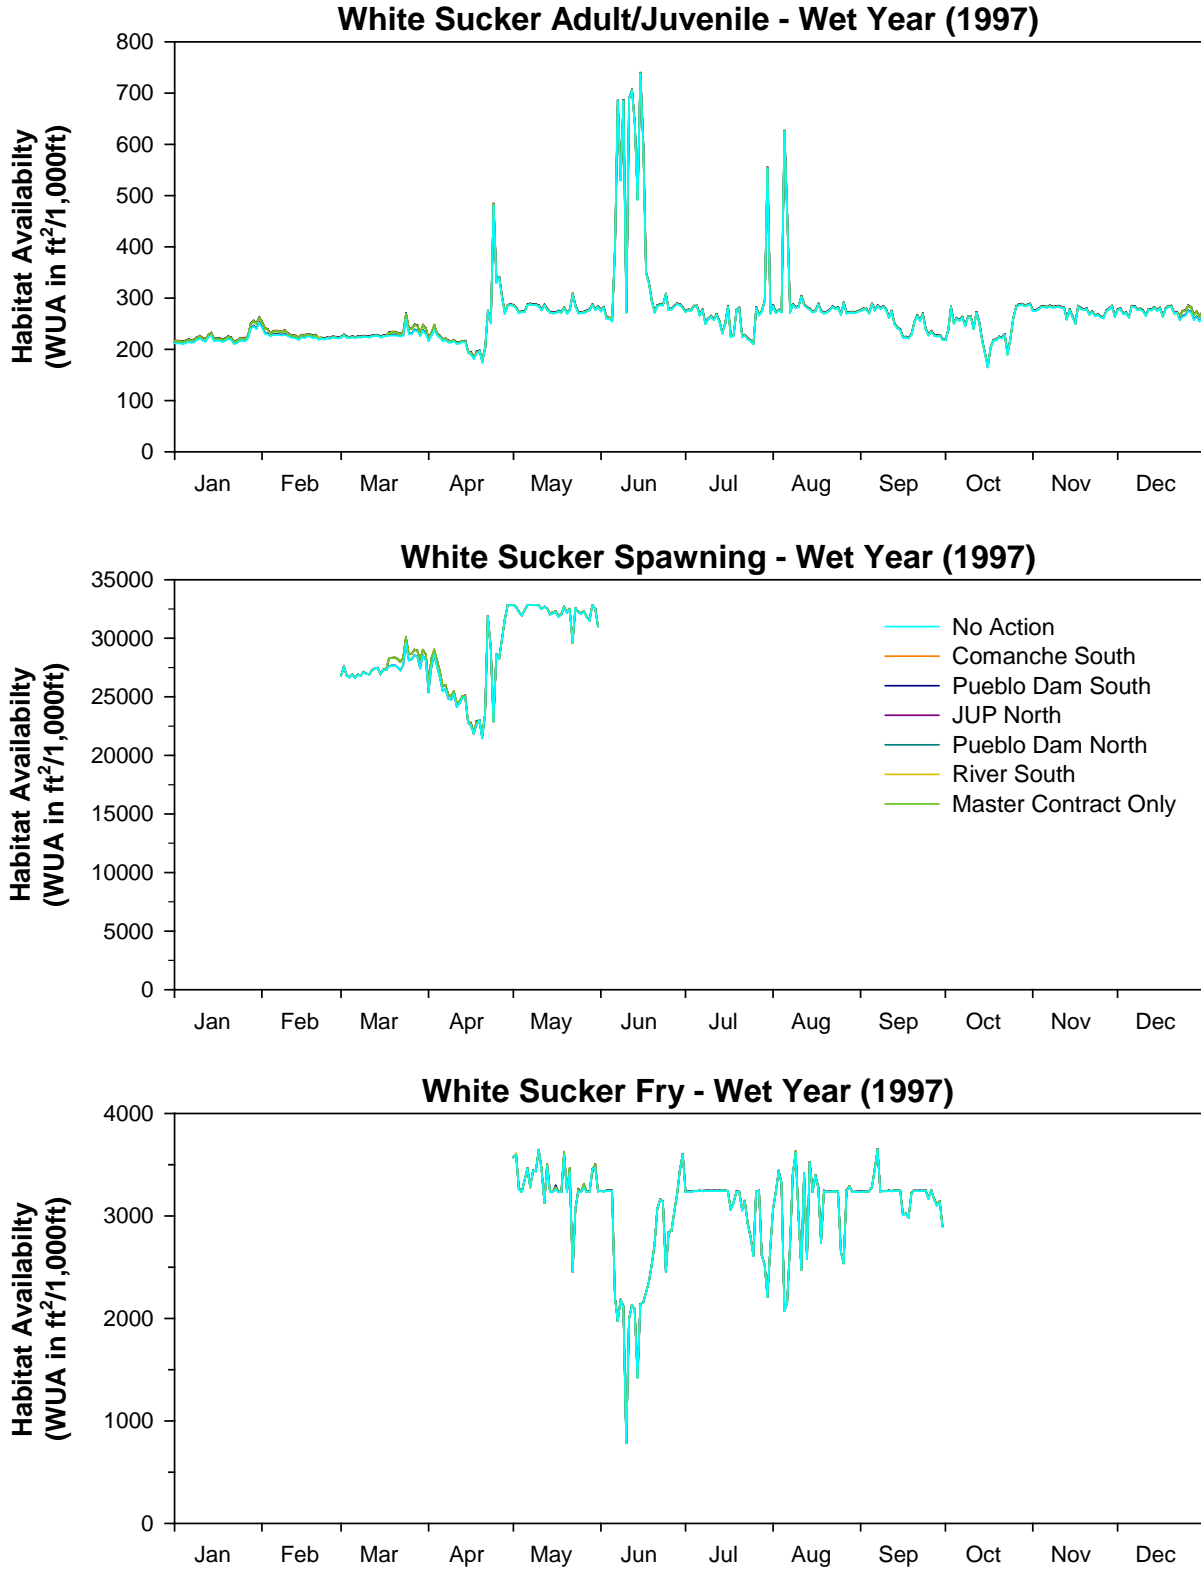 White Sucker Adult/Juvenile - Wet Year (1997)
Habitat Availabilty
(WUA in ft²/1,000ft)
800
700
600
500
400
300
200
100
0
Jan Feb Mar Apr May Jun Jul Aug Sep Oct Nov Dec
White Sucker Spawning - Wet Year (1997)
Habitat Availabilty
(WUA in ft²/1,000ft)
35000
30000
25000
20000
15000
10000
5000
0
No Action
Comanche South
Pueblo Dam South
JUP North
Pueblo Dam North
River South
Master Contract Only
Jan Feb Mar Apr May Jun Jul Aug Sep Oct Nov Dec
White Sucker Fry - Wet Year (1997)
Habitat Availabilty
(WUA in ft²/1,000ft)
4000
3000
2000
1000
0
Jan Feb Mar Apr May Jun Jul Aug Sep Oct Nov Dec